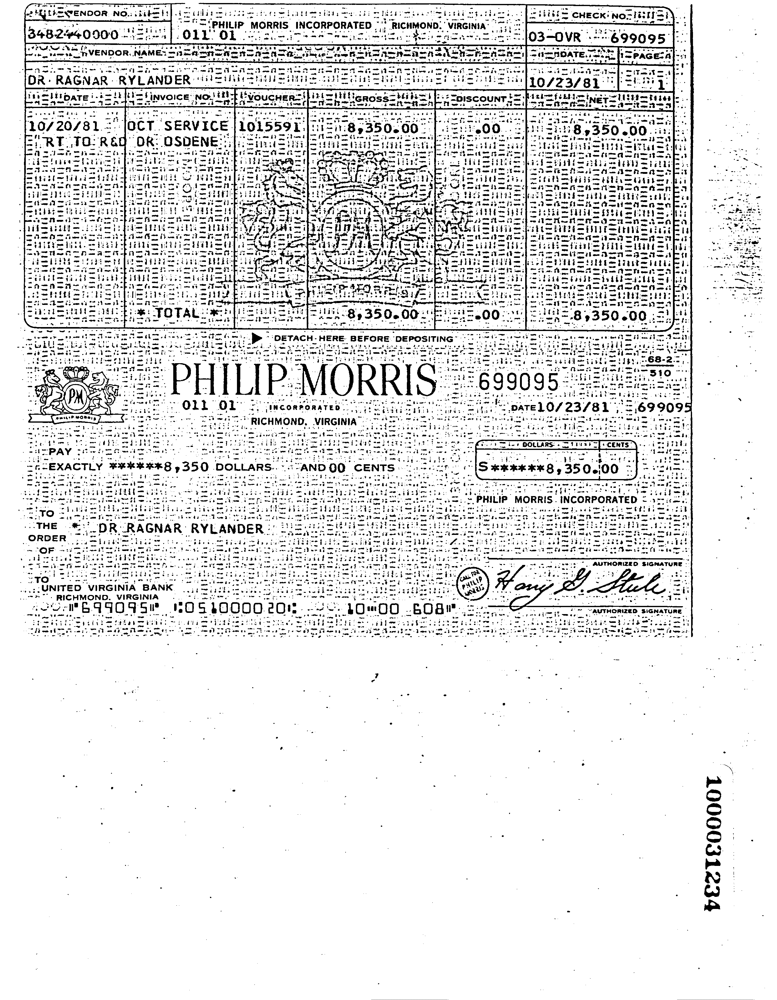 VENDOR NO. PHILIP MORRIS INCORPORATED RICHMOND, VIRGINIA CHECK NO.
3482440000 011 01 03-OVR 699095
VENDOR NAME DATE PAGE
DR RAGNAR RYLANDER 10/23/81 1
DATE INVOICE NO. VOUCHER GROSS DISCOUNT NET
10/20/81 OCT SERVICE 1015591 8,350.00 .00 8,350.00
RT TO R&D DR OSDENE
PM
* TOTAL * 8,350.00 .00 8,350.00
DETACH HERE BEFORE DEPOSITING
68-2
510
PM
PHILIP MORRIS
PHILIP MORRIS 699095
011 01 INCORPORATED DATE 10/23/81 699095
RICHMOND, VIRGINIA
DOLLARS CENTS
PAY
EXACTLY ******8,350 DOLLARS AND 00 CENTS $******8,350.00
PHILIP MORRIS INCORPORATED
TO
THE * DR RAGNAR RYLANDER
ORDER
OF
AUTHORIZED SIGNATURE
TO
UNITED VIRGINIA BANK
RICHMOND, VIRGINIA
⑈699095⑈ ⑆051000020⑆ 10⑈00 608⑈
AUTHORIZED SIGNATURE
1000031234